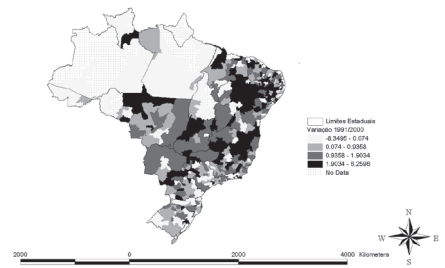 Limites Estaduais
Variação 1991/2000
-8.3495 - 0.074
0.074 - 0.9358
0.9358 - 1.9034
1.9034 - 6.2596
No Data
N
W E
S
2000 0 2000 4000 Kilometers